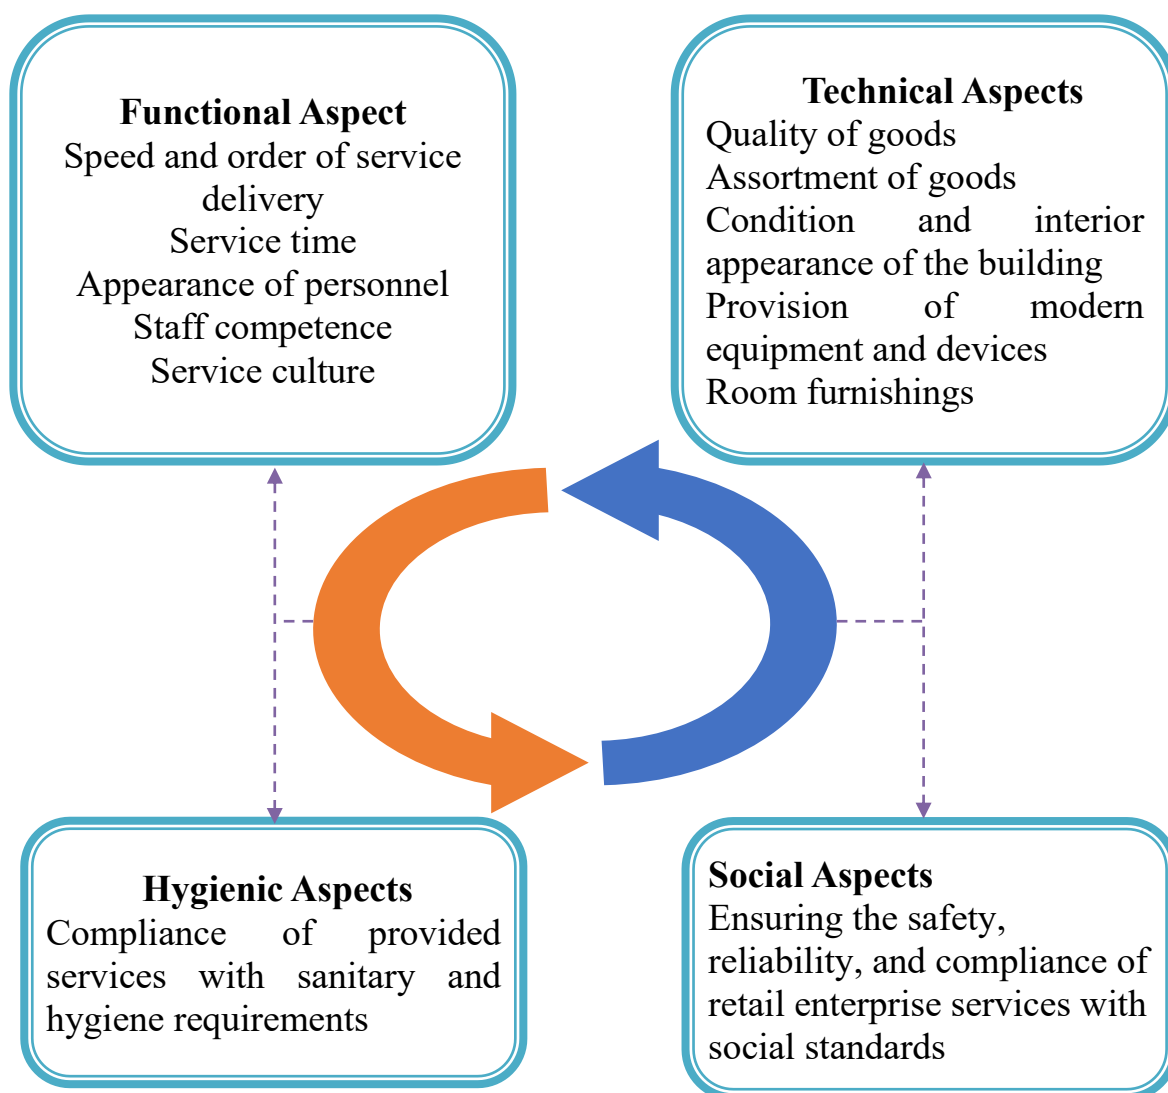 Functional Aspect
Speed and order of service
delivery
Service time
Appearance of personnel
Staff competence
Service culture
Technical Aspects
Quality of goods
Assortment of goods
Condition and interior
appearance of the building
Provision of modern
equipment and devices
Room furnishings
Hygienic Aspects
Compliance of provided
services with sanitary and
hygiene requirements
Social Aspects
Ensuring the safety,
reliability, and compliance of
retail enterprise services with
social standards